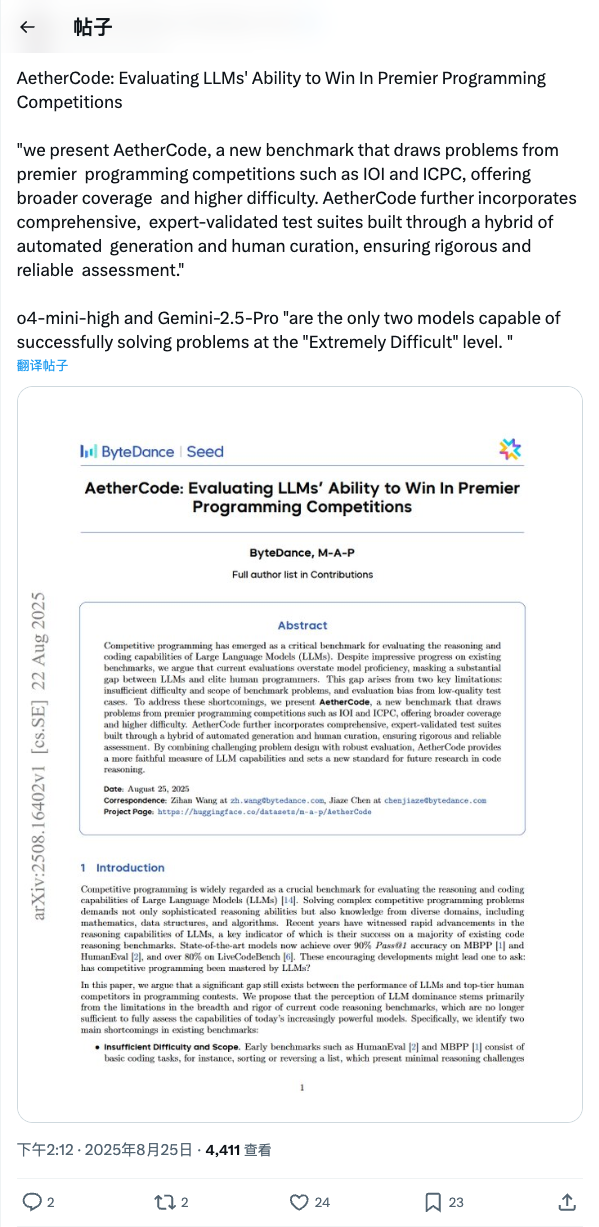 帖子
AetherCode: Evaluating LLMs' Ability to Win In Premier Programming
Competitions
"we present AetherCode, a new benchmark that draws problems from
premier programming competitions such as IOI and ICPC, offering
broader coverage and higher difficulty. AetherCode further incorporates
comprehensive, expert-validated test suites built through a hybrid of
automated generation and human curation, ensuring rigorous and
reliable assessment."
o4-mini-high and Gemini-2.5-Pro "are the only two models capable of
successfully solving problems at the "Extremely Difficult" level. "
翻译帖子
ByteDance | Seed
AetherCode: Evaluating LLMs' Ability to Win In Premier
Programming Competitions
ByteDance, M-A-P
Full author list in Contributions
arXiv:2508.16402v1 [cs.SE] 22 Aug 2025
Abstract
Competitive programming has emerged as a critical benchmark for evaluating the reasoning and
coding capabilities of Large Language Models (LLMs). Despite impressive progress on existing
benchmarks, we argue that current evaluations overstate model proficiency, masking a substantial
gap between LLMs and elite human programmers. This gap arises from two key limitations:
insufficient difficulty and scope of benchmark problems, and evaluation bias from low-quality test
cases. To address these shortcomings, we present AetherCode, a new benchmark that draws
problems from premier programming competitions such as IOI and ICPC, offering broader coverage
and higher difficulty. AetherCode further incorporates comprehensive, expert-validated test suites
built through a hybrid of automated generation and human curation, ensuring rigorous and reliable
assessment. By combining challenging problem design with robust evaluation, AetherCode provides
a more faithful measure of LLM capabilities and sets a new standard for future research in code
reasoning.
Date: August 25, 2025
Correspondence: Zihan Wang at zh.wang@bytedance.com, Jiaze Chen at chenjiaze@bytedance.com
Project Page: https://huggingface.co/datasets/m-a-p/AetherCode
1 Introduction
Competitive programming is widely regarded as a crucial benchmark for evaluating the reasoning and coding
capabilities of Large Language Models (LLMs) [14]. Solving complex competitive programming problems
demands not only sophisticated reasoning abilities but also knowledge from diverse domains, including
mathematics, data structures, and algorithms. Recent years have witnessed rapid advancements in the
reasoning capabilities of LLMs, a key indicator of which is their success on a majority of existing code
reasoning benchmarks. State-of-the-art models now achieve over 90% Pass@1 accuracy on MBPP [1] and
HumanEval [2], and over 80% on LiveCodeBench [6]. These encouraging developments might lead one to ask:
has competitive programming been mastered by LLMs?
In this paper, we argue that a significant gap still exists between the performance of LLMs and top-tier human
competitors in programming contests. We propose that the perception of LLM dominance stems primarily
from the limitations in the breadth and rigor of current code reasoning benchmarks, which are no longer
sufficient to fully assess the capabilities of today's increasingly powerful models. Specifically, we identify two
main shortcomings in existing benchmarks:
• Insufficient Difficulty and Scope. Early benchmarks such as HumanEval [2] and MBPP [1] consist of
basic coding tasks, for instance, sorting or reversing a list, which present minimal reasoning challenges
1
下午2:12 · 2025年8月25日 · 4,411 查看
2 2 24 23